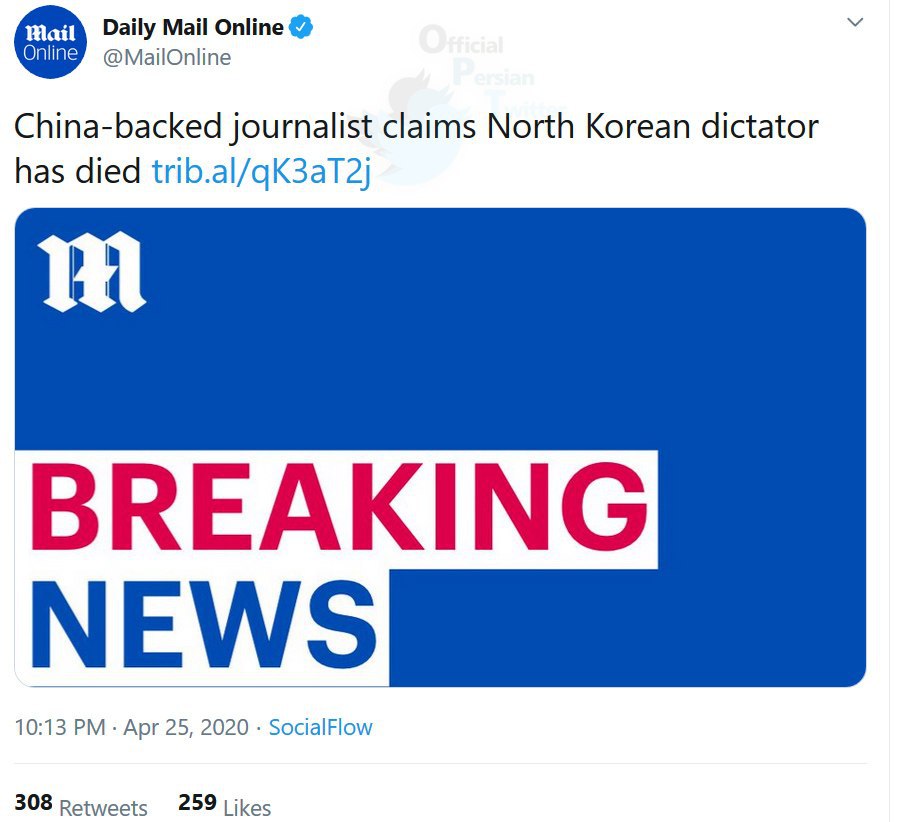 Mail
Online
Daily Mail Online
@MailOnline
Official
Persian
Twitter
China-backed journalist claims North Korean dictator
has died trib.al/qK3aT2j
M
BREAKING
NEWS
10:13 PM · Apr 25, 2020 · SocialFlow
308 Retweets 259 Likes